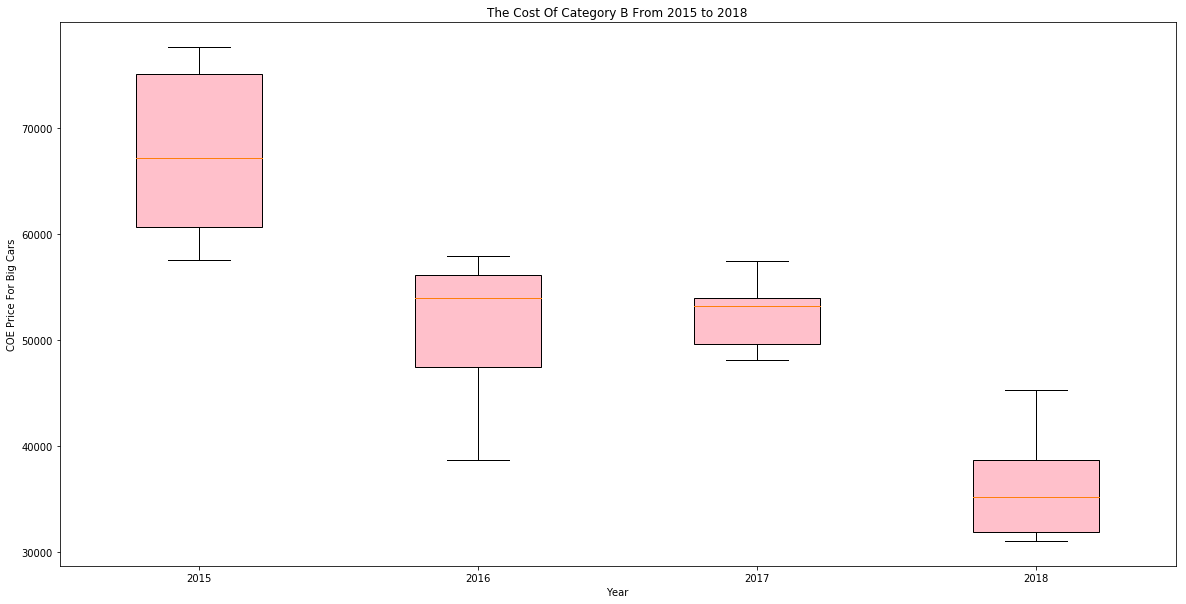 The Cost Of Category B From 2015 to 2018
COE Price For Big Cars
70000
60000
50000
40000
30000
2015 2016 2017 2018
Year